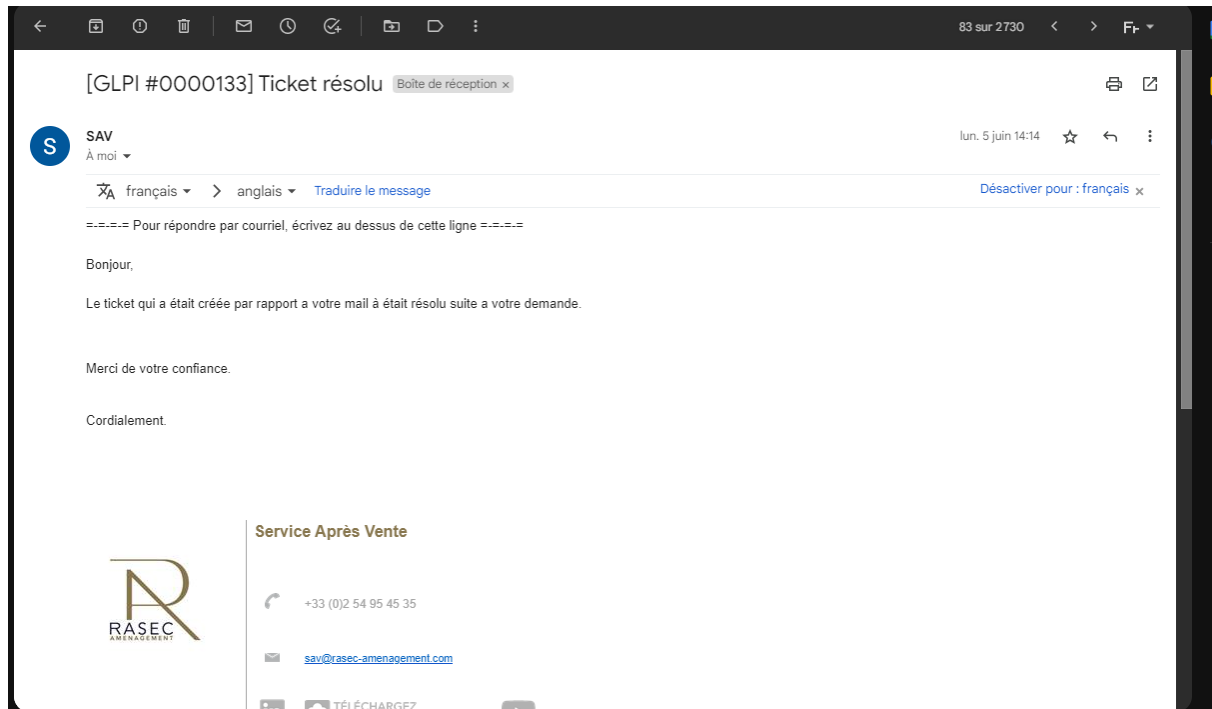 83 sur 2730
[GLPI #0000133] Ticket résolu Boîte de réception ×
S
SAV
lun. 5 juin 14:14
À moi
français > anglais Traduire le message Désactiver pour : français ×
=-=-=-= Pour répondre par courriel, écrivez au dessus de cette ligne =-=-=-=
Bonjour,
Le ticket qui a était créée par rapport a votre mail à était résolu suite a votre demande.
Merci de votre confiance.
Cordialement.
Service Après Vente
RASEC
AMENAGEMENT
+33 (0)2 54 95 45 35
sav@rasec-amenagement.com
TÉLÉCHARGEZ